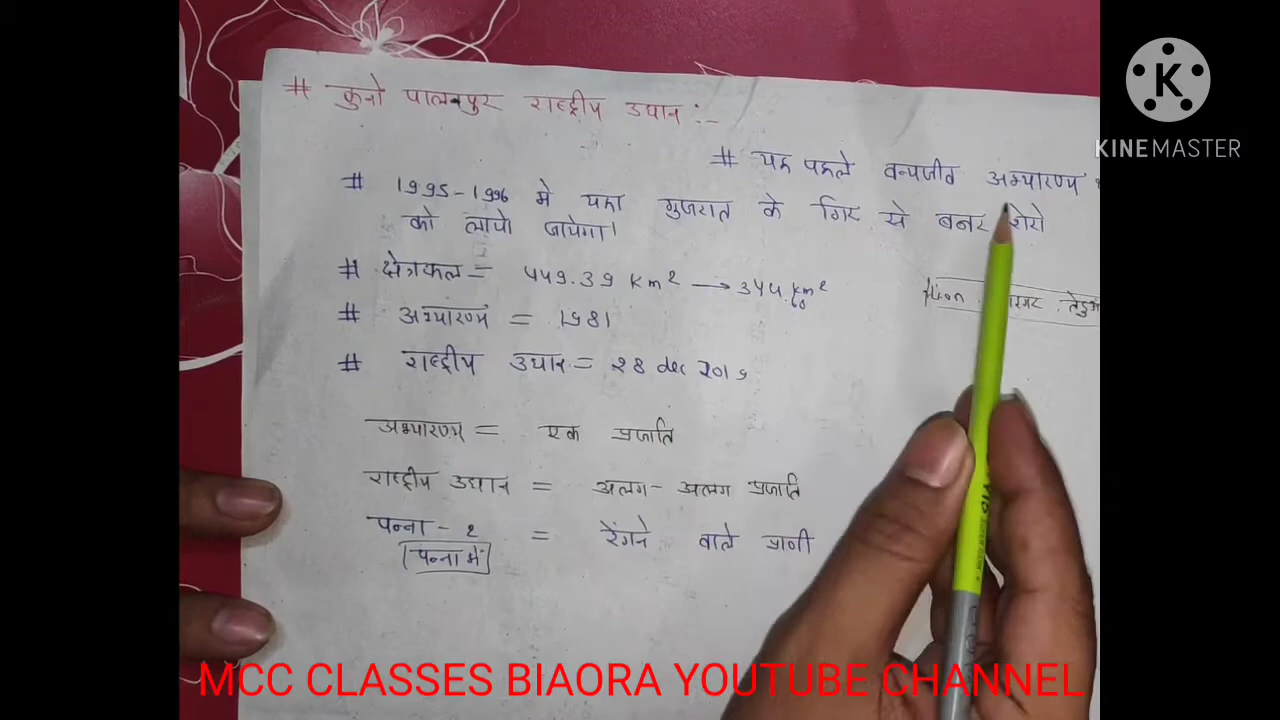 # कुनो पालनपुर राष्ट्रीय उद्यान :-
# यह पहले वन्यजीव अभ्यारण्य
# 1995-1996 मे यहा गुजरात के गिर से बबर शेरो
को लाया जायेगा।
# क्षेत्रफल = 449.39 km2 → 344. km2
60
# अभ्यारण्य = 1981
# राष्ट्रीय उद्यान = 28 dec 2019
अभ्यारण्य = एक प्रजाति
राष्ट्रीय उद्यान = अलग-अलग प्रजाति
पन्ना - 2 = रेंगने वाले प्राणी
पन्ना में
K
KINEMASTER
MCC CLASSES BIAORA YOUTUBE CHANNEL